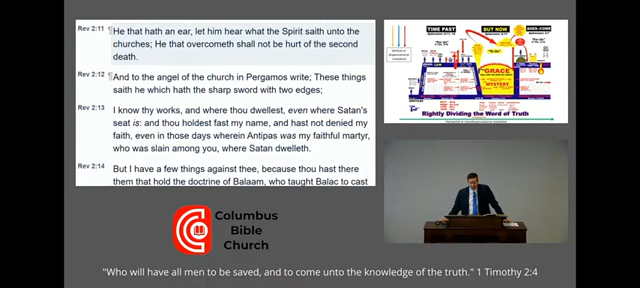 Rev 2:11 ¶ He that hath an ear, let him hear what the Spirit saith unto the
churches; He that overcometh shall not be hurt of the second
death.
Rev 2:12 ¶ And to the angel of the church in Pergamos write; These things
saith he which hath the sharp sword with two edges;
Rev 2:13 I know thy works, and where thou dwellest, even where Satan's
seat is: and thou holdest fast my name, and hast not denied my
faith, even in those days wherein Antipas was my faithful martyr,
who was slain among you, where Satan dwelleth.
Rev 2:14 But I have a few things against thee, because thou hast there
them that hold the doctrine of Balaam, who taught Balac to cast
TIME PAST
BUT NOW
GRACE
MYSTERY
Rightly Dividing the Word of Truth
Columbus
Bible
Church
"Who will have all men to be saved, and to come unto the knowledge of the truth." 1 Timothy 2:4